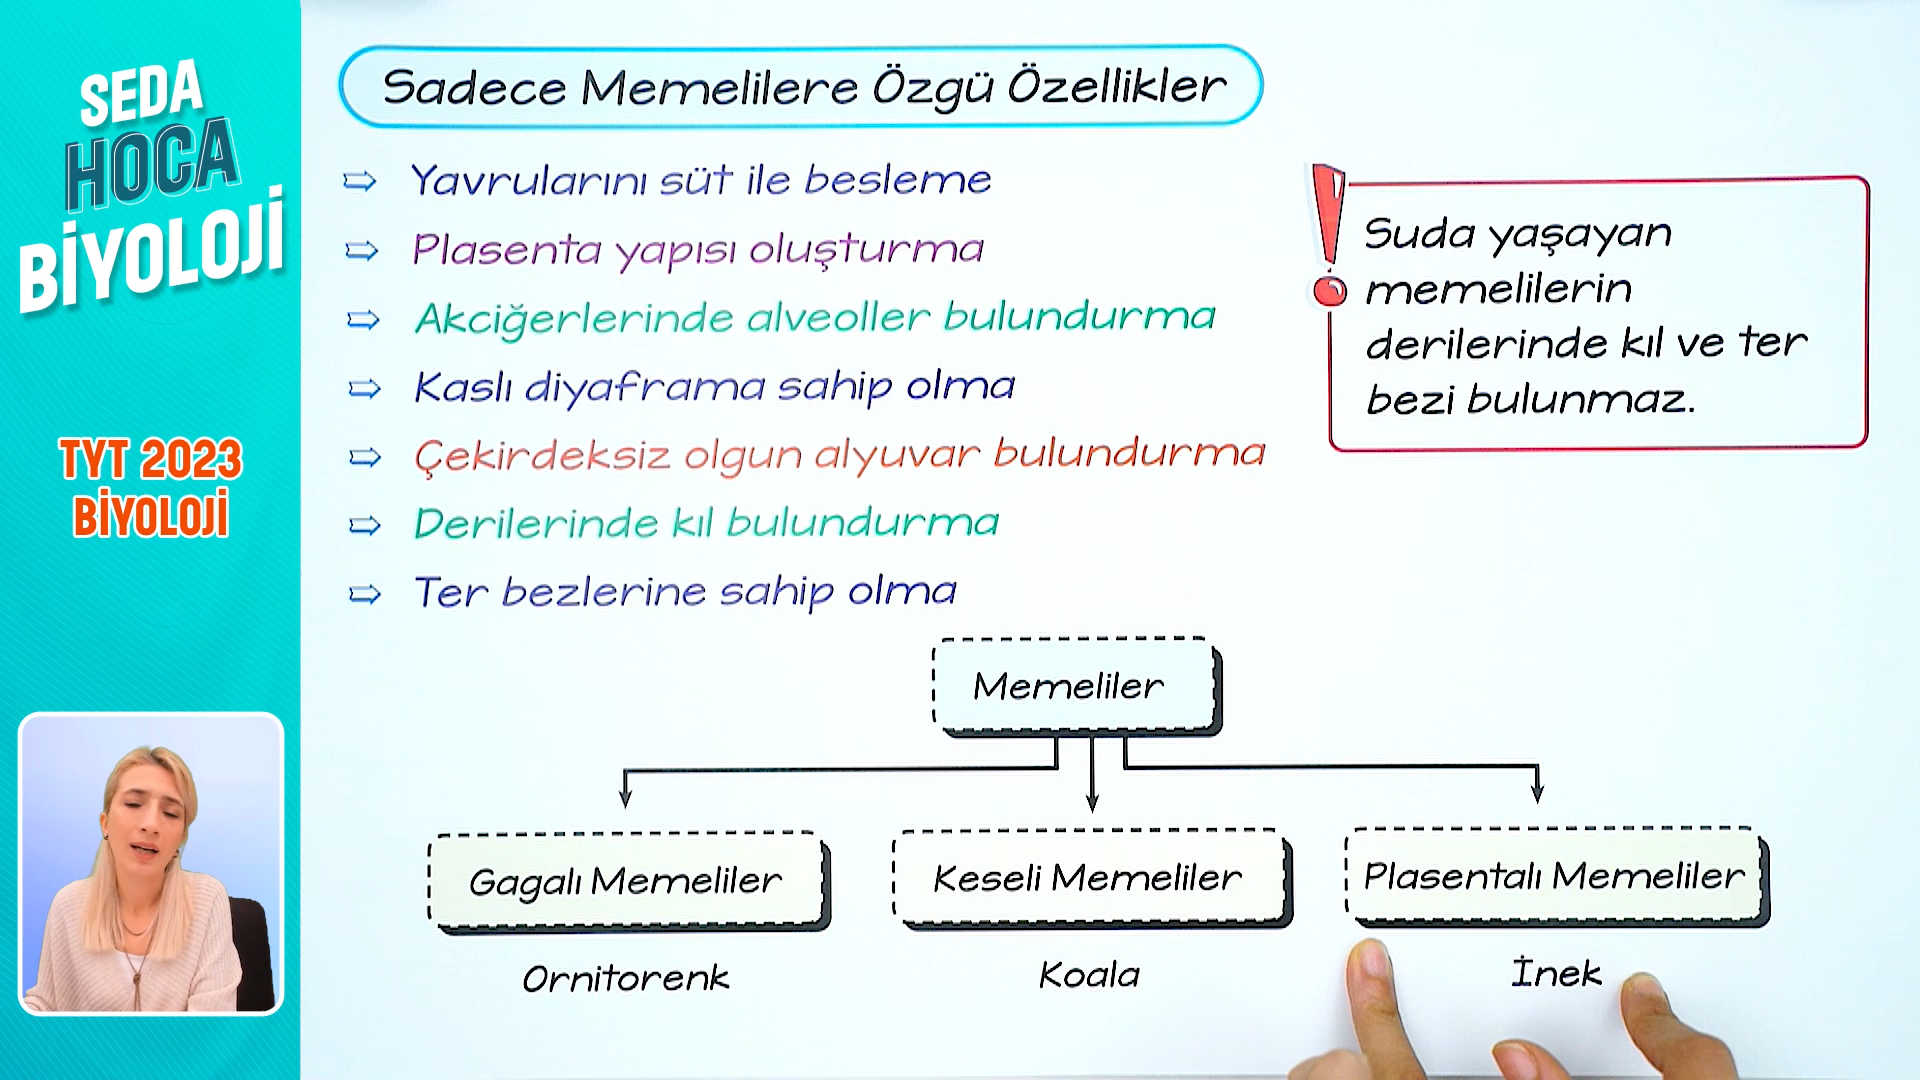 SEDA
HOCA
BİYOLOJİ
TYT 2023
BİYOLOJİ
Sadece Memelilere Özgü Özellikler
⇨ Yavrularını süt ile besleme
⇨ Plasenta yapısı oluşturma
⇨ Akciğerlerinde alveoller bulundurma
⇨ Kaslı diyaframa sahip olma
⇨ Çekirdeksiz olgun alyuvar bulundurma
⇨ Derilerinde kıl bulundurma
⇨ Ter bezlerine sahip olma
Suda yaşayan
memelilerin
derilerinde kıl ve ter
bezi bulunmaz.
Memeliler
Gagalı Memeliler
Keseli Memeliler
Plasentalı Memeliler
Ornitorenk
Koala
İnek